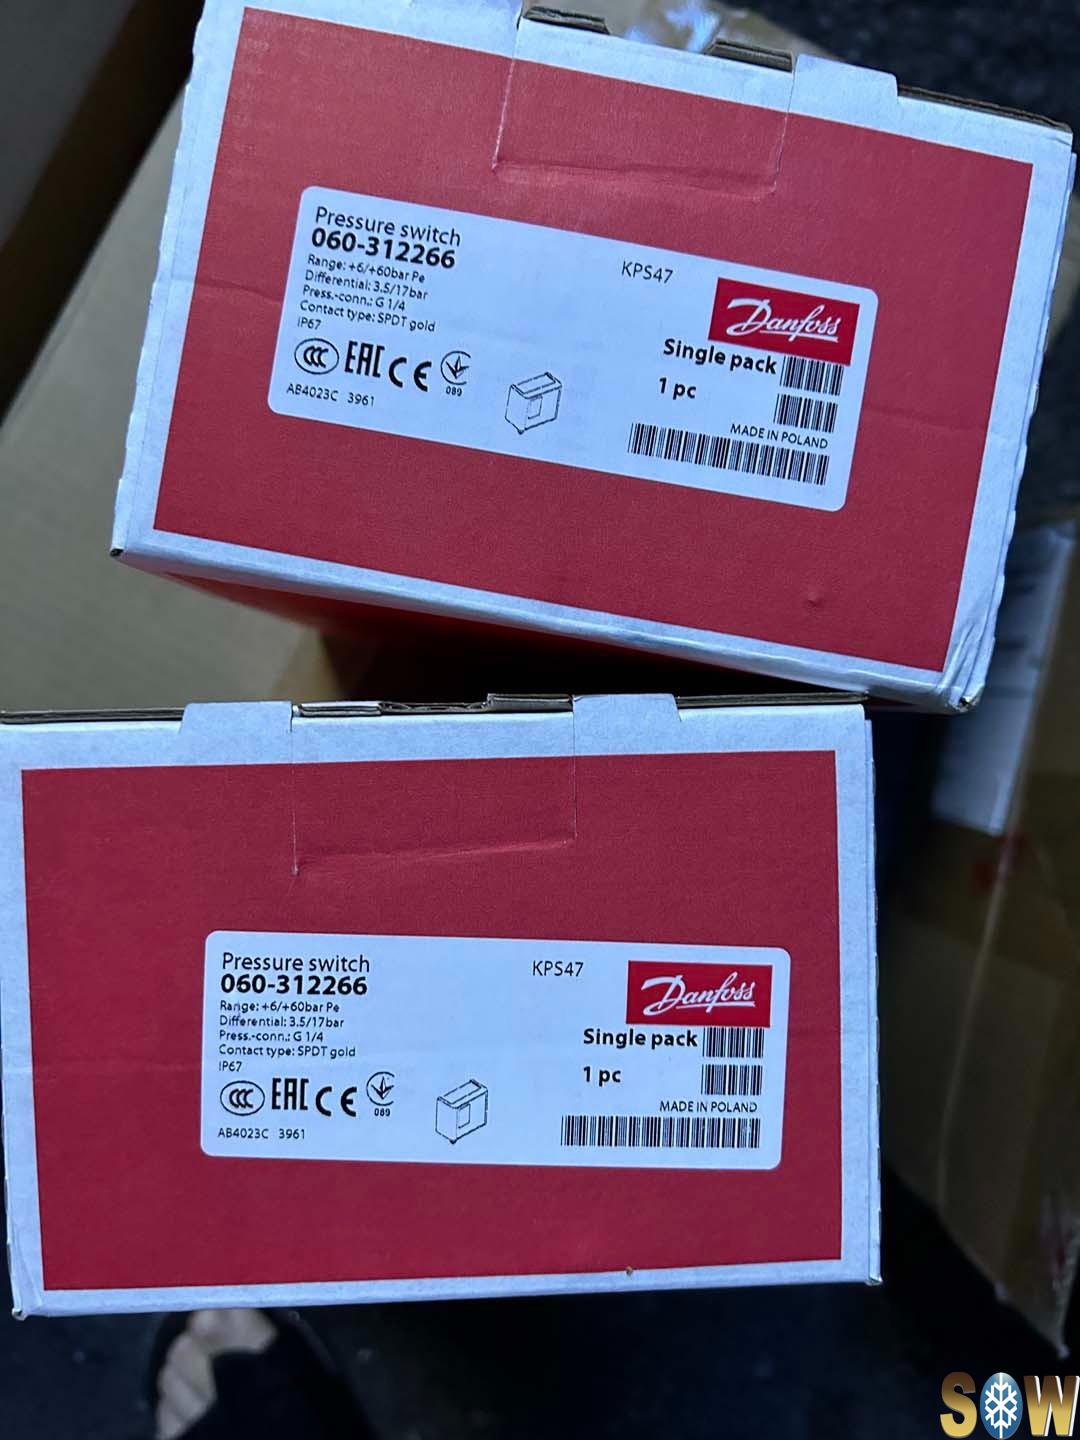 Pressure switch
060-312266
Range: +6/+60bar Pe
Differential: 3.5/17bar
Press.-conn.: G 1/4
Contact type: SPDT gold
IP67
CCC EAC CE
089
AB4023C 3961
KPS47
Danfoss
Single pack
1 pc
MADE IN POLAND
Pressure switch
060-312266
Range: +6/+60bar Pe
Differential: 3.5/17bar
Press.-conn.: G 1/4
Contact type: SPDT gold
IP67
CCC EAC CE
089
AB4023C 3961
KPS47
Danfoss
Single pack
1 pc
MADE IN POLAND
SOW